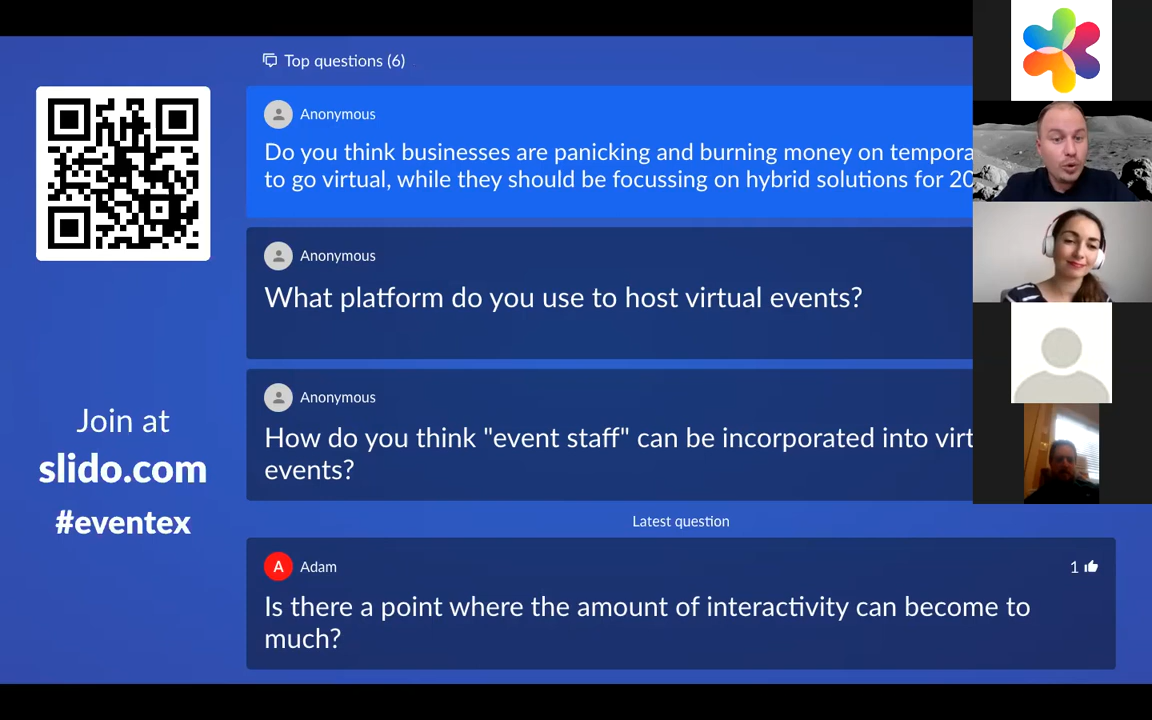 Top questions (6)
Anonymous
Do you think businesses are panicking and burning money on
to go virtual, while they should be focussing on hybrid solutions for
Anonymous
What platform do you use to host virtual events?
Anonymous
How do you think "event staff" can be incorporated into
events?
Join at
slido.com
#eventex
Latest question
A Adam
1
Is there a point where the amount of interactivity can become to
much?